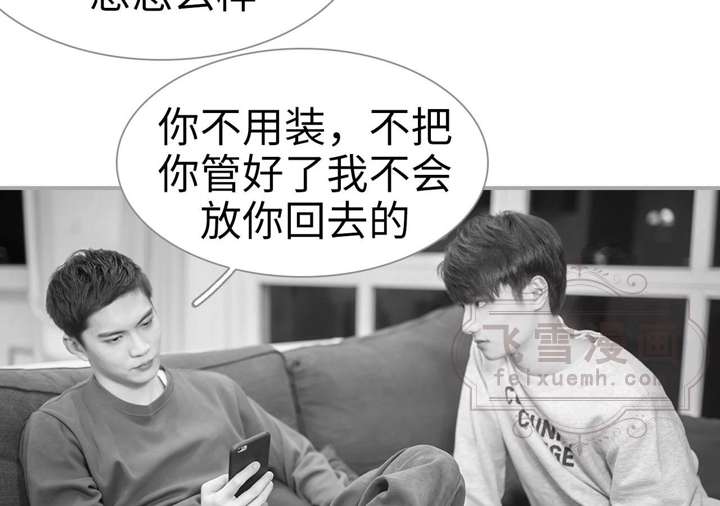 你不用装，不把
你管好了我不会
放你回去的
飞雪漫画
feixuemh.com